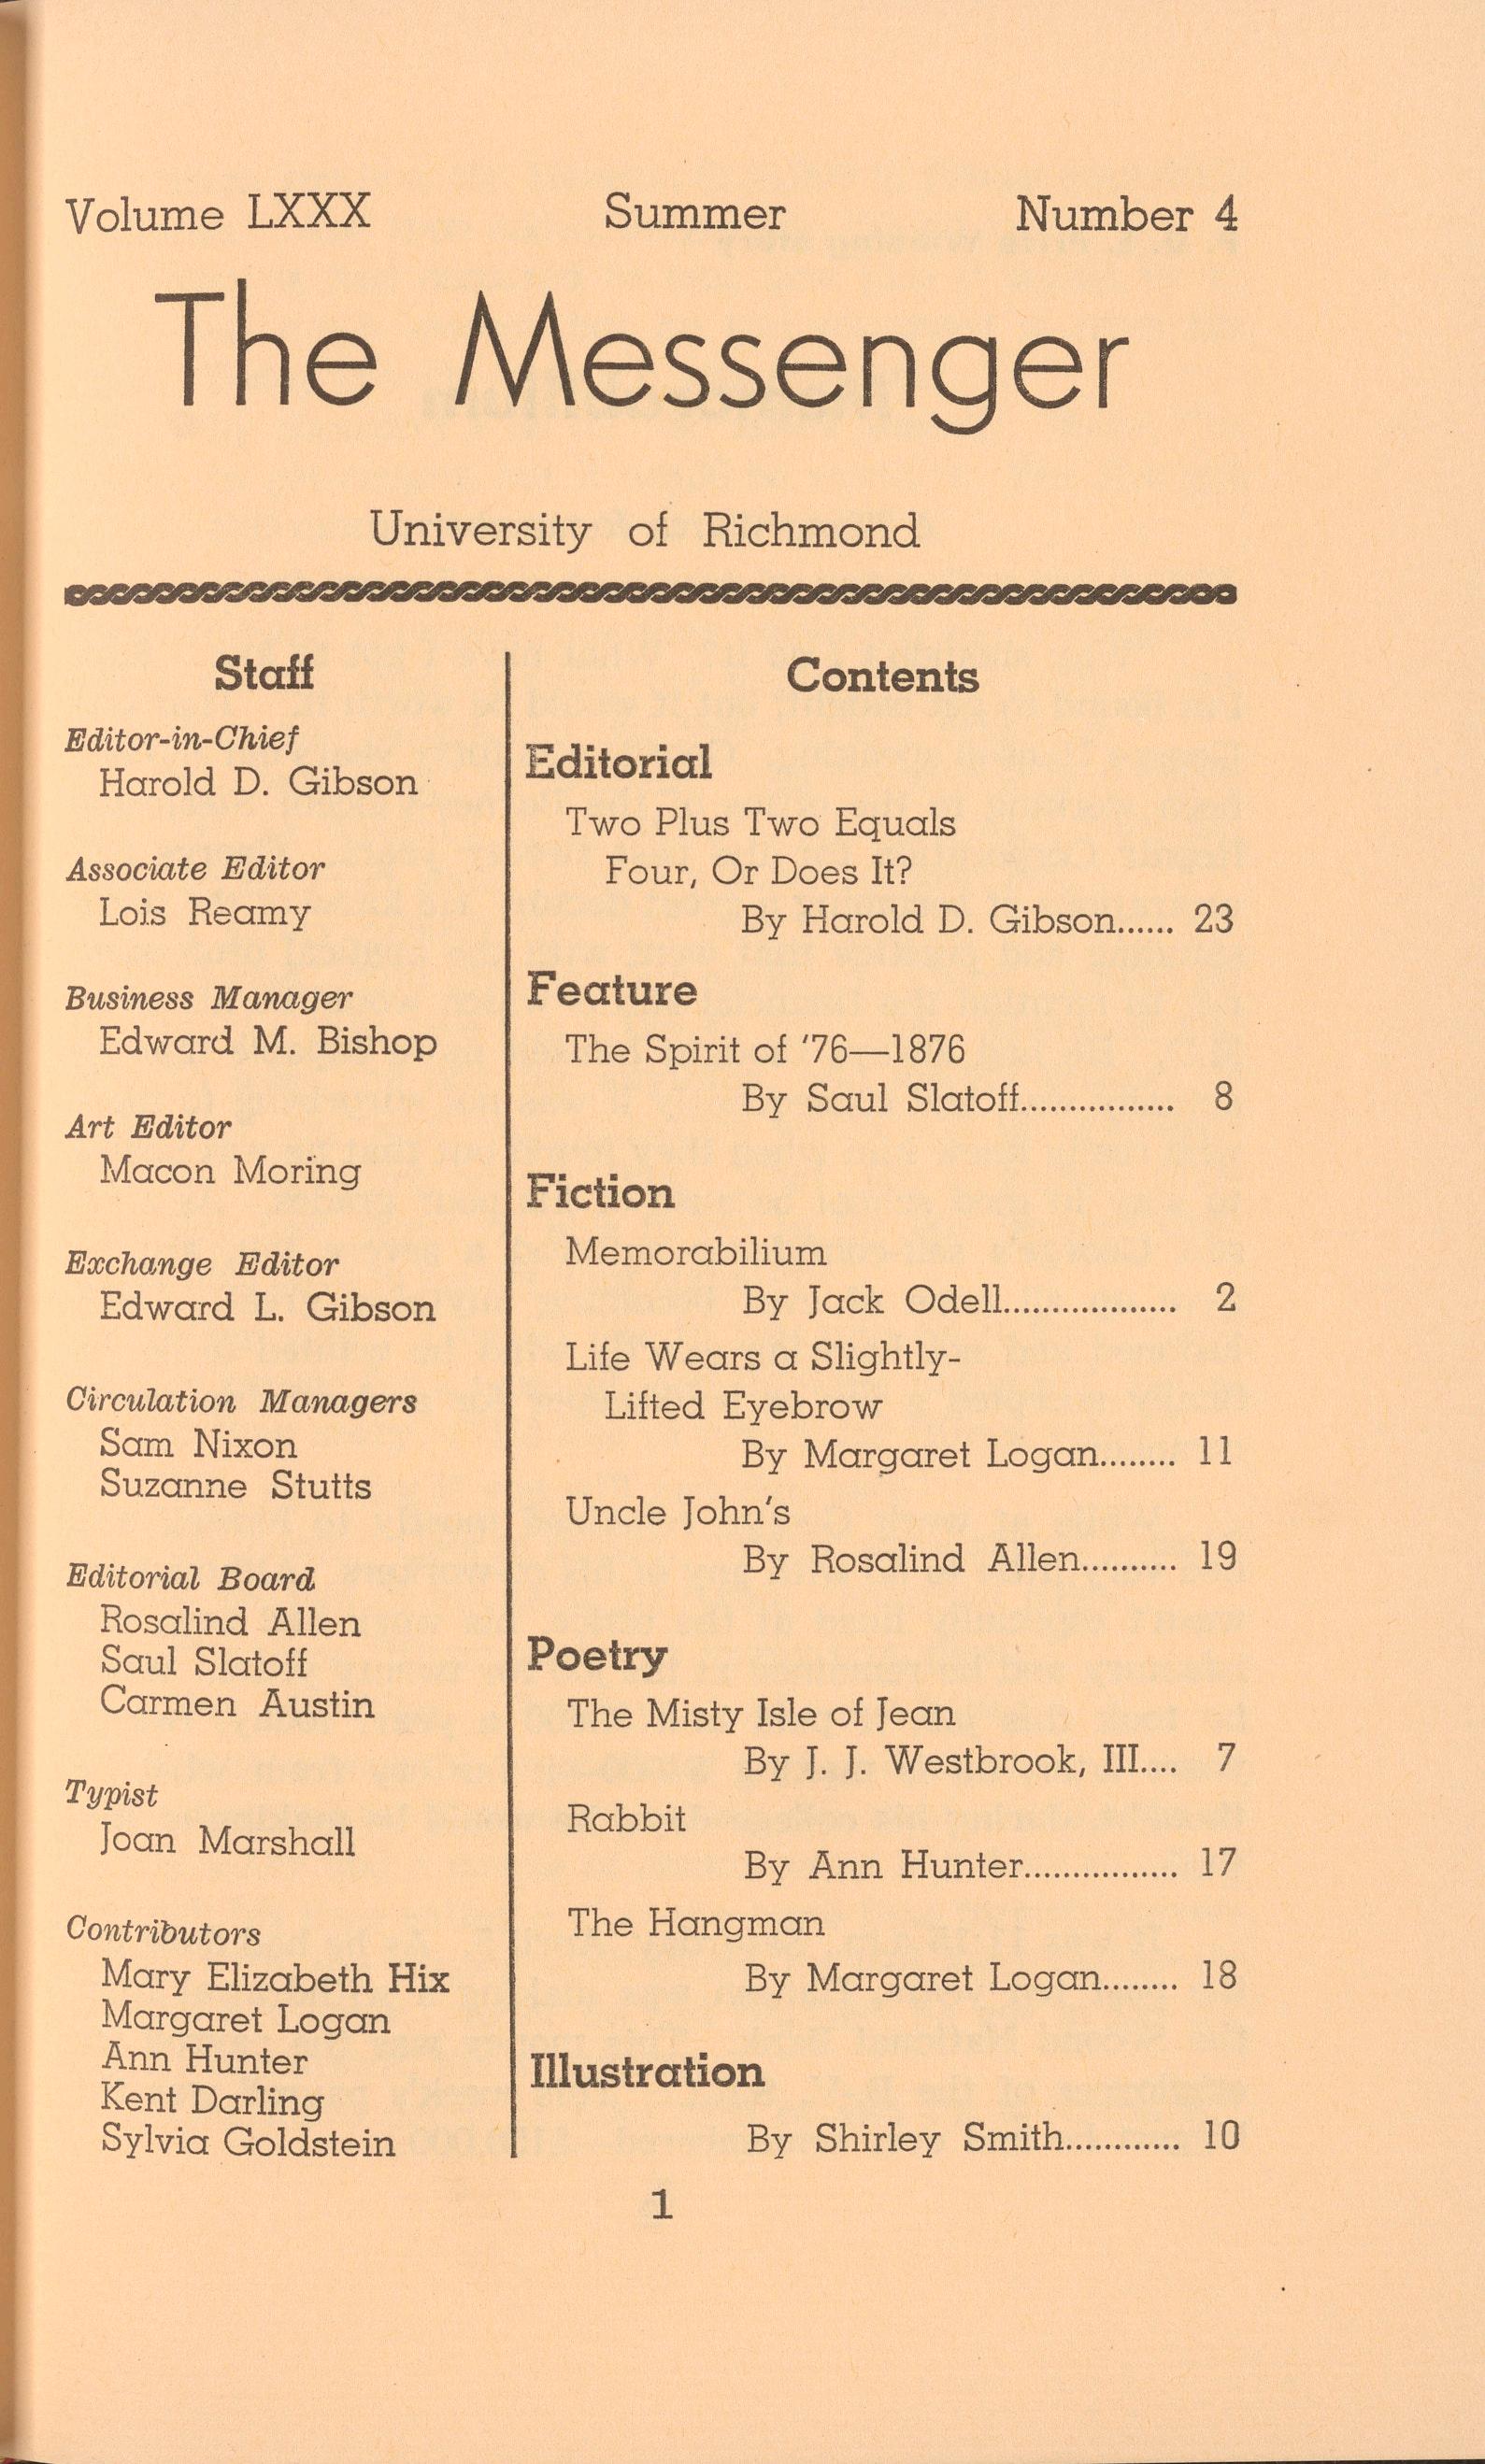 Volume LXXX Summer Number 4
The Messenger
University of Richmond
Staff
Editor-in-Chief
Harold D. Gibson
Associate Editor
Lois Reamy
Business Manager
Edward M. Bishop
Art Editor
Macon Moring
Exchange Editor
Edward L. Gibson
Circulation Managers
Sam Nixon
Suzanne Stutts
Editorial Board
Rosalind Allen
Saul Slatoff
Carmen Austin
Typist
Joan Marshall
Contributors
Mary Elizabeth Hix
Margaret Logan
Ann Hunter
Kent Darling
Sylvia Goldstein
Contents
Editorial
Two Plus Two Equals
Four, Or Does It?
By Harold D. Gibson...... 23
Feature
The Spirit of '76—1876
By Saul Slatoff................ 8
Fiction
Memorabilium
By Jack Odell.................. 2
Life Wears a Slightly-
Lifted Eyebrow
By Margaret Logan........ 11
Uncle John's
By Rosalind Allen.......... 19
Poetry
The Misty Isle of Jean
By J. J. Westbrook, III.... 7
Rabbit
By Ann Hunter................ 17
The Hangman
By Margaret Logan........ 18
Illustration
By Shirley Smith............ 10
1